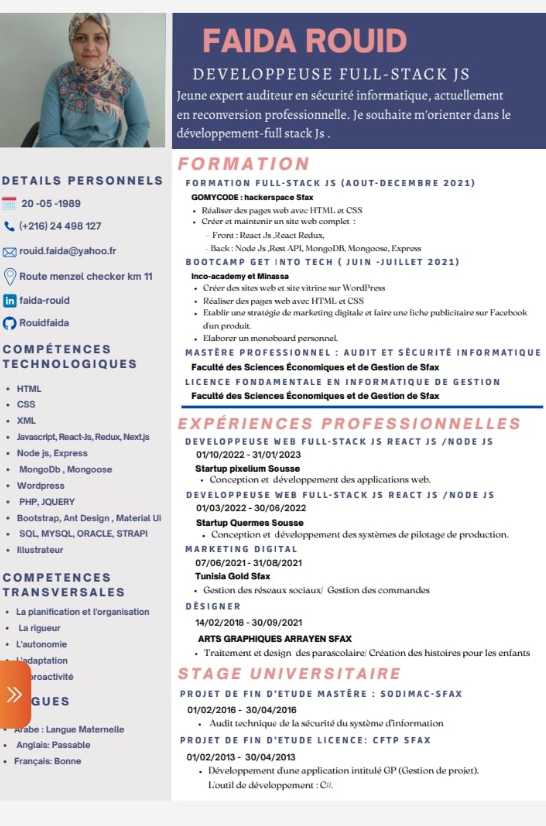 FAIDA ROUID
DEVELOPPEUSE FULL-STACK JS
Jeune expert auditeur en sécurité informatique, actuellement
en reconversion professionnelle. Je souhaite m'orienter dans le
développement-full stack Js .
DETAILS PERSONNELS
20 -05 -1989
(+216) 24 498 127
rouid.faida@yahoo.fr
Route menzel checker km 11
faida-rouid
Rouidfaida
COMPÉTENCES
TECHNOLOGIQUES
• HTML
• CSS
• XML
• Javascript, React-Js, Redux, Next.js
• Node js, Express
• MongoDb , Mongoose
• Wordpress
• PHP, JQUERY
• Bootstrap, Ant Design , Material Ui
• SQL, MYSQL, ORACLE, STRAPI
• Illustrateur
COMPETENCES
TRANSVERSALES
• La planification et l'organisation
• La rigueur
• L'autonomie
L'adaptation
proactivité
GUES
Arabe : Langue Maternelle
• Anglais: Passable
• Français: Bonne
FORMATION
FORMATION FULL-STACK JS (AOUT-DECEMBRE 2021)
GOMYCODE : hackerspace Sfax
• Réaliser des pages web avec HTML et CSS
• Créer et maintenir un site web complet :
- Front : React Js ,React Redux,
- Back : Node Js ,Rest API, MongoDB, Mongoose, Express
BOOTCAMP GET INTO TECH ( JUIN -JUILLET 2021)
Inco-academy et Minassa
• Créer des sites web et site vitrine sur WordPress
• Réaliser des pages web avec HTML et CSS
• Etablir une stratégie de marketing digitale et faire une fiche publicitaire sur Facebook
d'un produit.
• Elaborer un monoboard personnel.
MASTÈRE PROFESSIONNEL : AUDIT ET SÉCURITÉ INFORMATIQUE
Faculté des Sciences Économiques et de Gestion de Sfax
LICENCE FONDAMENTALE EN INFORMATIQUE DE GESTION
Faculté des Sciences Économiques et de Gestion de Sfax
EXPÉRIENCES PROFESSIONNELLES
DEVELOPPEUSE WEB FULL-STACK JS REACT JS /NODE JS
01/10/2022 - 31/01/2023
Startup pixelium Sousse
• Conception et développement des applications web.
DEVELOPPEUSE WEB FULL-STACK JS REACT JS /NODE JS
01/03/2022 - 30/06/2022
Startup Quermes Sousse
• Conception et développement des systèmes de pilotage de production.
MARKETING DIGITAL
07/06/2021 - 31/08/2021
Tunisia Gold Sfax
• Gestion des réseaux sociaux/ Gestion des commandes
DÉSIGNER
14/02/2018 - 30/09/2021
ARTS GRAPHIQUES ARRAYEN SFAX
• Traitement et design des parascolaire/ Création des histoires pour les enfants
STAGE UNIVERSITAIRE
PROJET DE FIN D'ETUDE MASTÈRE : SODIMAC-SFAX
01/02/2016 - 30/04/2016
• Audit technique de la sécurité du système d'information
PROJET DE FIN D'ETUDE LICENCE: CFTP SFAX
01/02/2013 - 30/04/2013
• Développement d'une application intitulé GP (Gestion de projet).
L'outil de développement : C//.